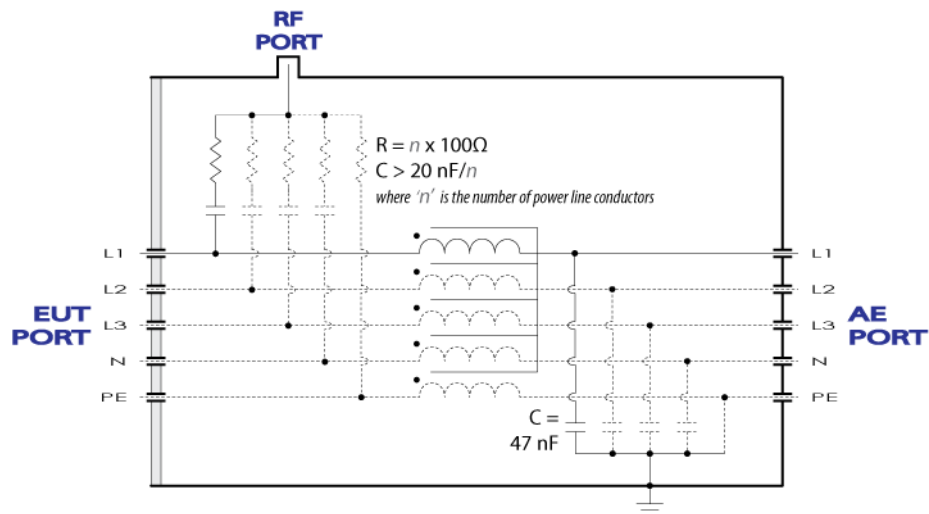 RF
PORT
R = n x 100Ω
C > 20 nF/n
where 'n' is the number of power line conductors
L1
L1
L2
L2
EUT
PORT
L3
L3
AE
PORT
N
N
PE
PE
C =
47 nF